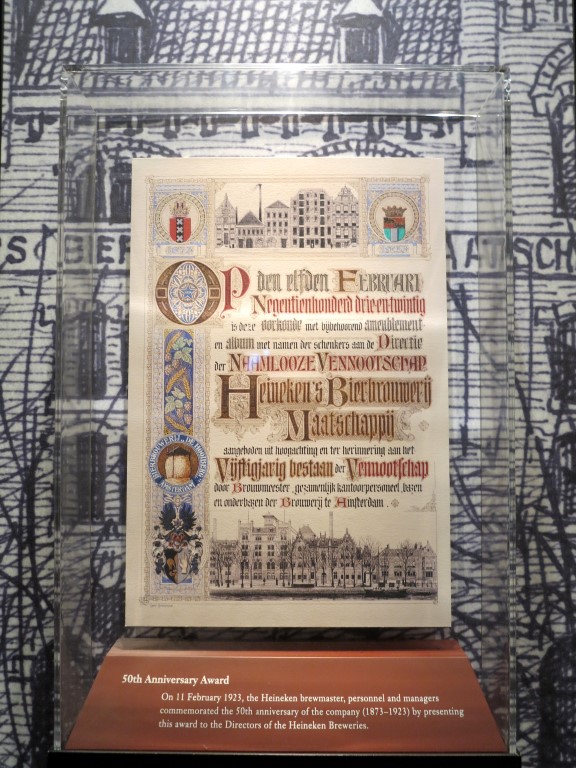 OP den elfden FEBRUARI
Negentienhonderd drie-en-twintig
is deze oorkonde met bijbehoorend ameublement
en album met namen der schenkers aan de Directie
der NAAMLOOZE VENNOOTSCHAP
Heineken's Bierbrouwerij
Maatschappij
aangeboden uit hoogachting en ter herinnering aan het
Vijftigjarig bestaan der Vennootschap
door Brouwmeester, gezamenlijk kantoorpersoneel, bazen
en onderbazen der Brouwerij te Amsterdam.
50th Anniversary Award
On 11 February 1923, the Heineken brewmaster, personnel and managers
commemorated the 50th anniversary of the company (1873–1923) by presenting
this award to the Directors of the Heineken Breweries.